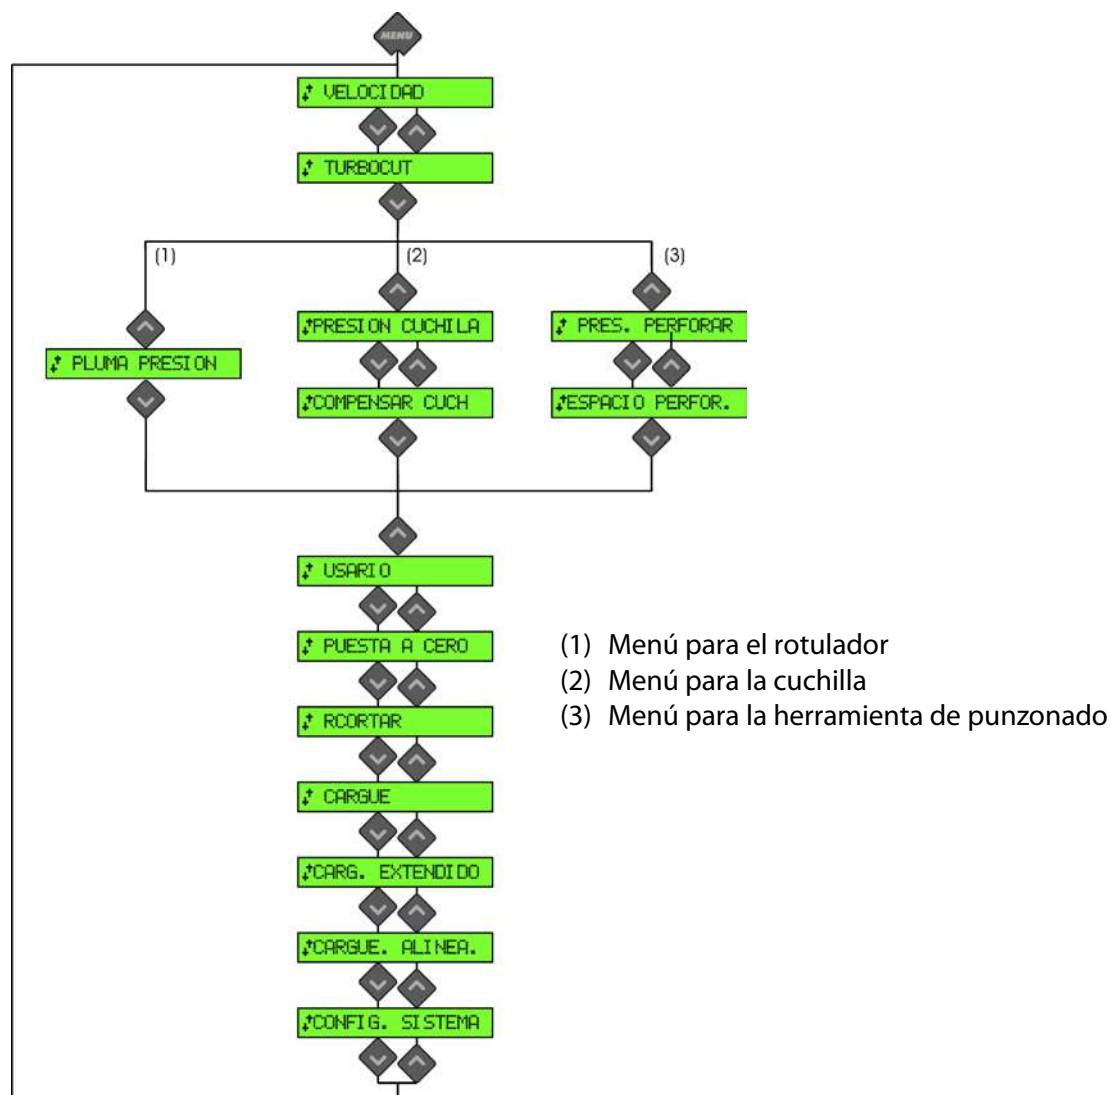 MENU
VELOCIDAD
TURBOCUT
(1)
(2)
(3)
PRESION CUCHILA
PRES. PERFORAR
PLUMA PRESION
COMPENSAR CUCH
ESPACIO PERFOR.
USARIO
PUESTA A CERO
RCORTAR
CARGUE
CARG. EXTENDIDO
CARGUE. ALINEA.
CONFIG. SISTEMA
(1) Menú para el rotulador
(2) Menú para la cuchilla
(3) Menú para la herramienta de punzonado